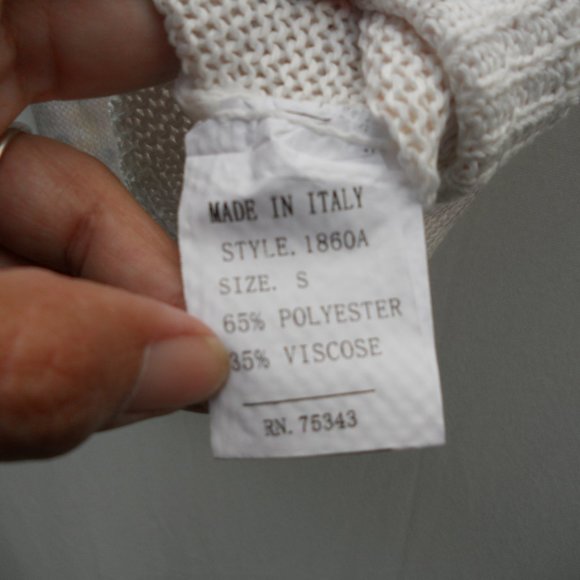 MADE IN ITALY
STYLE. 1860A
SIZE. S
65% POLYESTER
35% VISCOSE
RN. 75343